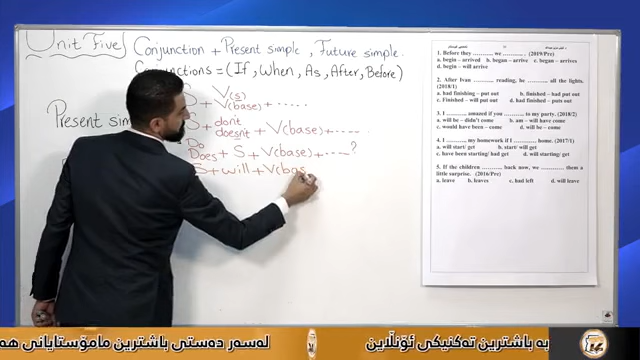 Unit Five
Conjunction + Present simple , Future simple.
Conjunctions = (If, When, As, After, Before)
S V(s)
S + V(base) + ......
Present sim
S + don't
doesn't + V(base) + .......
Do
Does + S + V(base) + ......?
S + will + V(bas
1. Before they .......... we .......... . (2019/Pre)
a. begin – arrived b. began – arrive c. began – arrives
d. begin – will arrive
2. After Ivan .......... reading; he .......... all the lights.
(2018/1)
a. had finishing – put out b. finished – had put out
c. Finished – will put out d. had finished – puts out
3. I .......... amazed if you .......... to my party. (2018/2)
a. will be – didn't come b. am – will have come
c. would have been – come d. will be – come
4. I .......... my homework if I .......... home. (2017/1)
a. will start/ get b. start/ will get
c. have been starting/ had get d. will starting/ get
5. If cousin .......... back now, we .......... them a
little surprise. (2016/Pre)
a. leave b. leaves c. had left d. will leave
بە باشترین تەکنیکی ئۆنڵاین
لەسەر دەستی باشترین مامۆستایانی هە